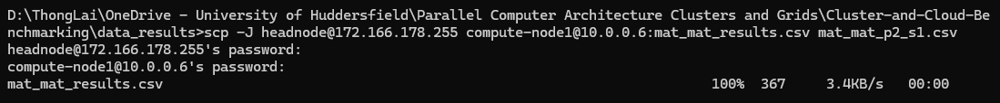 D:\ThongLai\OneDrive - University of Huddersfield\Parallel Computer Architecture Clusters and Grids\Cluster-and-Cloud-Be
nchmarking\data_results>scp -J headnode@172.166.178.255 compute-node1@10.0.0.6:mat_mat_results.csv mat_mat_p2_s1.csv
headnode@172.166.178.255's password:
compute-node1@10.0.0.6's password:
mat_mat_results.csv 100% 367 3.4KB/s 00:00